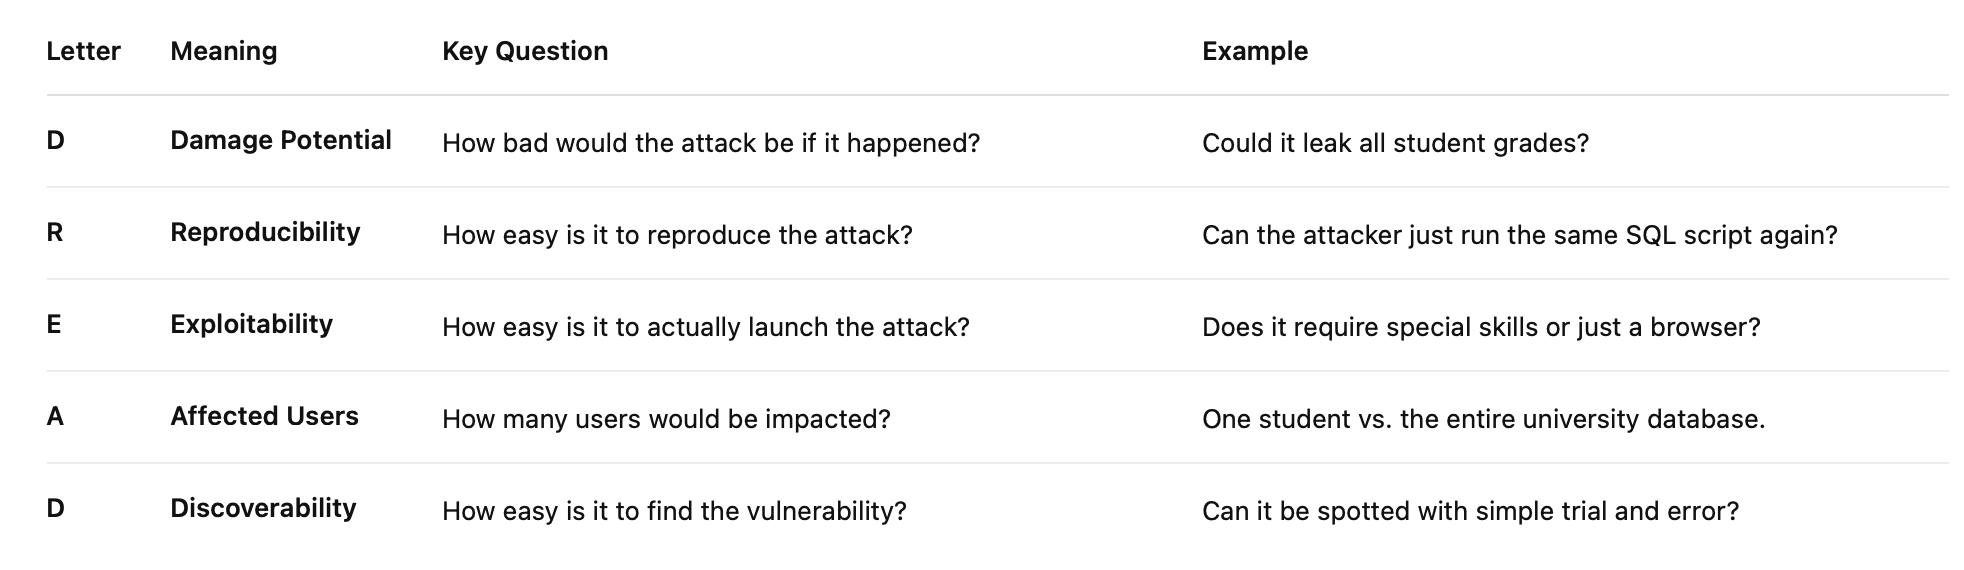 Letter Meaning Key Question Example
D Damage Potential How bad would the attack be if it happened? Could it leak all student grades?
R Reproducibility How easy is it to reproduce the attack? Can the attacker just run the same SQL script again?
E Exploitability How easy is it to actually launch the attack? Does it require special skills or just a browser?
A Affected Users How many users would be impacted? One student vs. the entire university database.
D Discoverability How easy is it to find the vulnerability? Can it be spotted with simple trial and error?